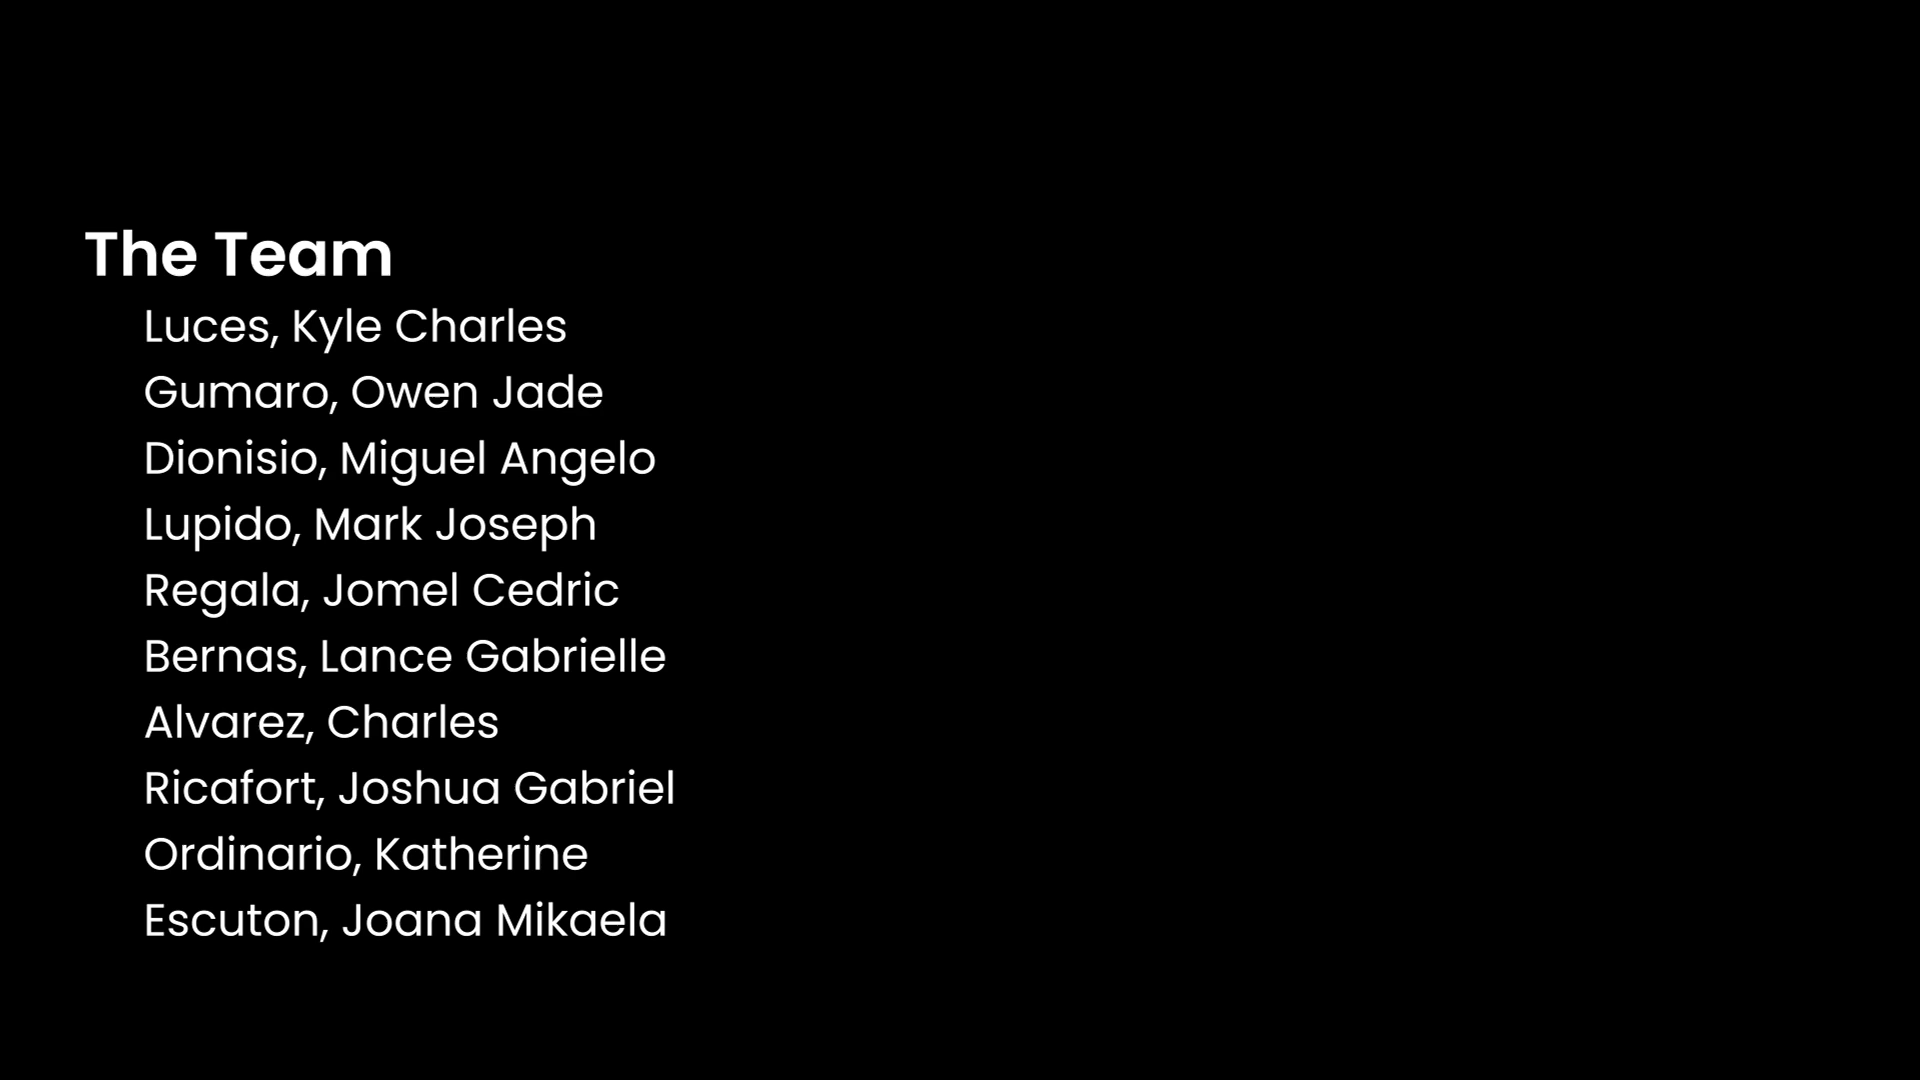 The Team
Luces, Kyle Charles
Gumaro, Owen Jade
Dionisio, Miguel Angelo
Lupido, Mark Joseph
Regala, Jomel Cedric
Bernas, Lance Gabrielle
Alvarez, Charles
Ricafort, Joshua Gabriel
Ordinario, Katherine
Escuton, Joana Mikaela